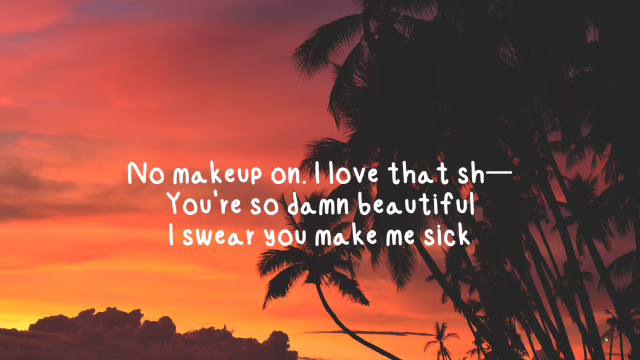 No makeup on. I love that sh—
You're so damn beautiful
I swear you make me sick